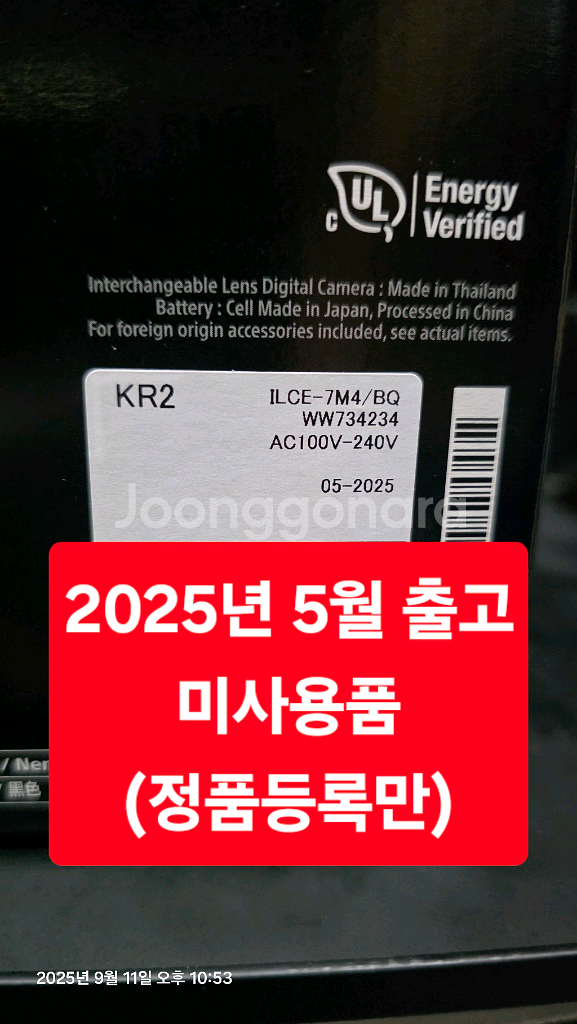 c UL Energy
Verified
Interchangeable Lens Digital Camera : Made in Thailand
Battery : Cell Made in Japan, Processed in China
For foreign origin accessories included, see actual items.
KR2
ILCE-7M4/BQ
WW734234
AC100V-240V
05-2025
Joonggonara
2025년 5월 출고
미사용품
(정품등록만)
/ Ner
/ 黑色
2025년 9월 11일 오후 10:53